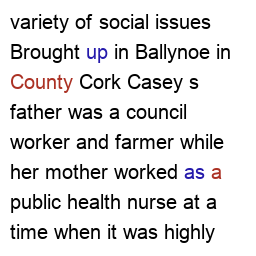 variety of social issues
Brought up in Ballynoe in
County Cork Casey s
father was a council
worker and farmer while
her mother worked as a
public health nurse at a
time when it was highly